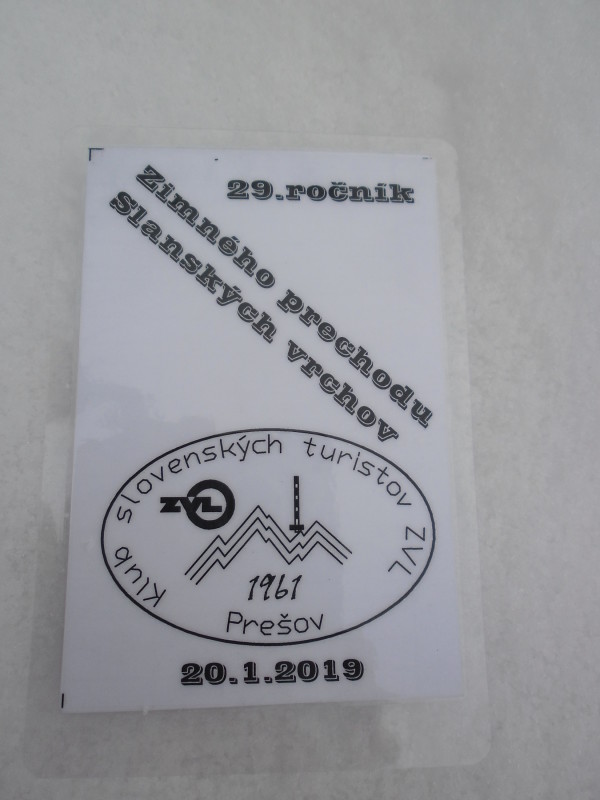 29.ročník
Zimného prechodu
Slanských vrchov
Klub slovenských turistov ZVL
ZVL
1961
Prešov
20.1.2019